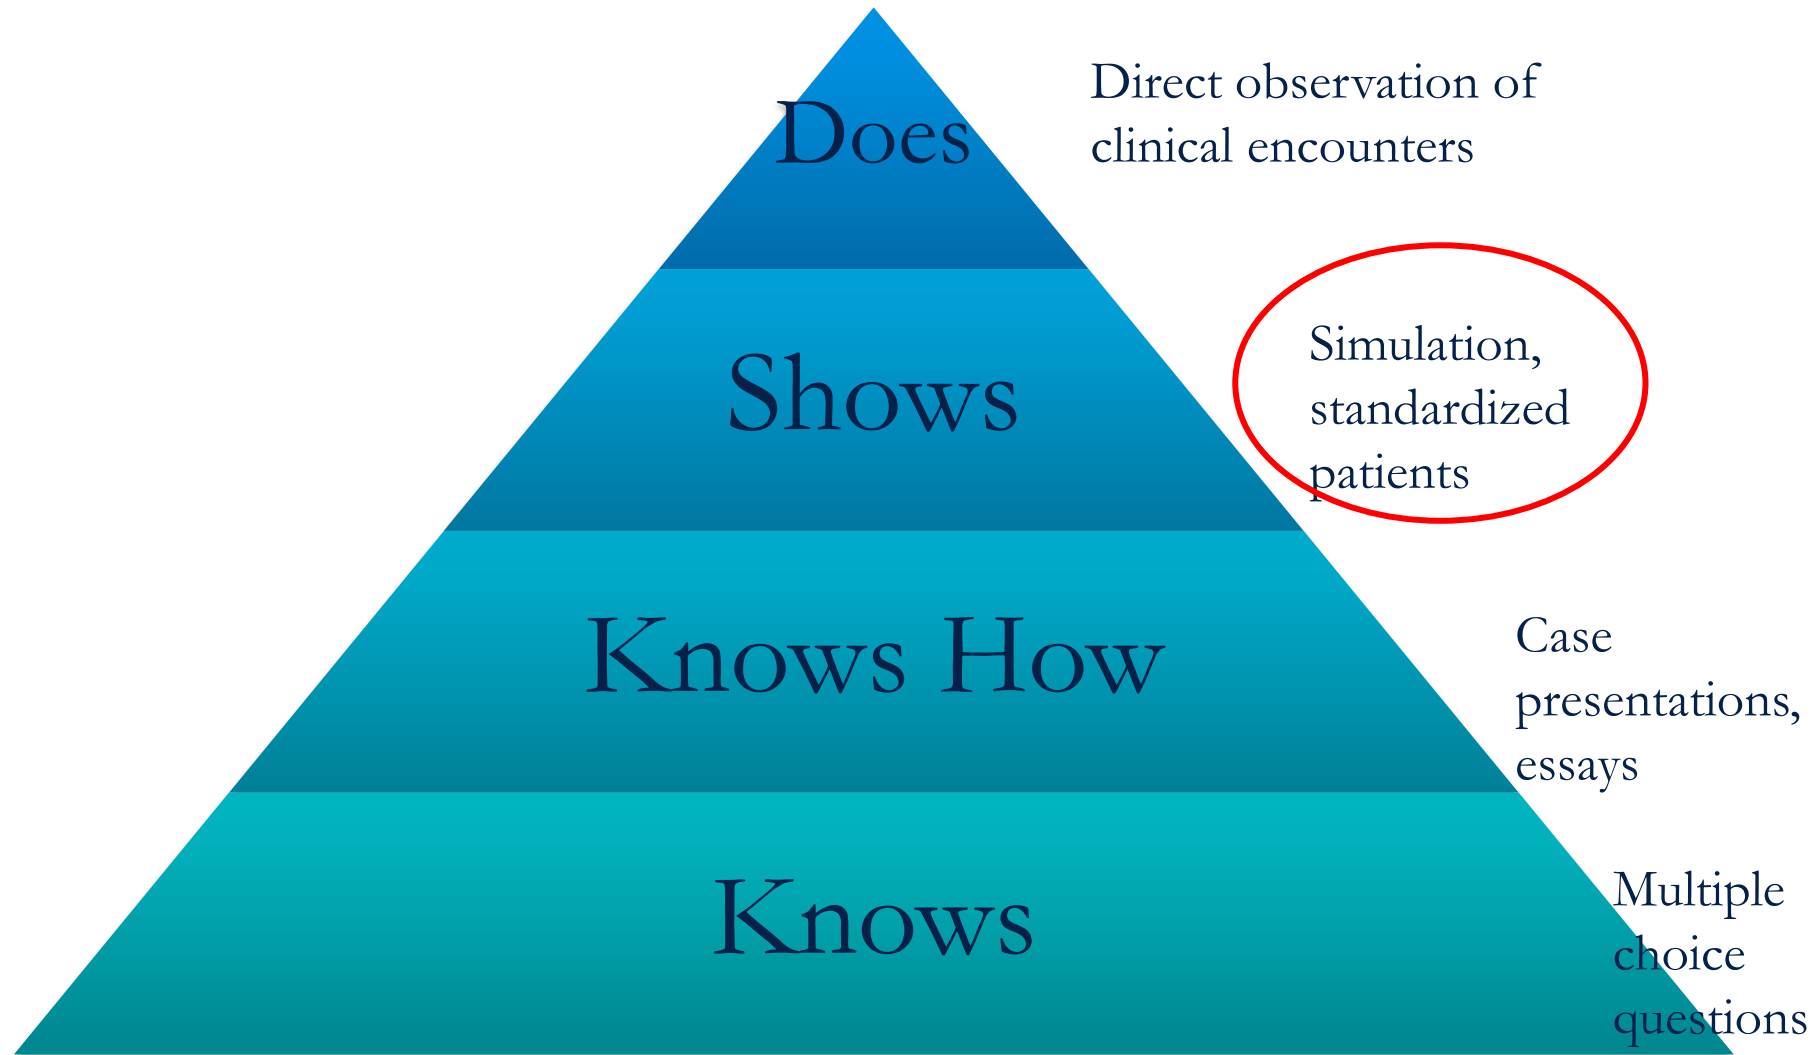 Does
Direct observation of
clinical encounters
Shows
Simulation,
standardized
patients
Knows How
Case
presentations,
essays
Knows
Multiple
choice
questions